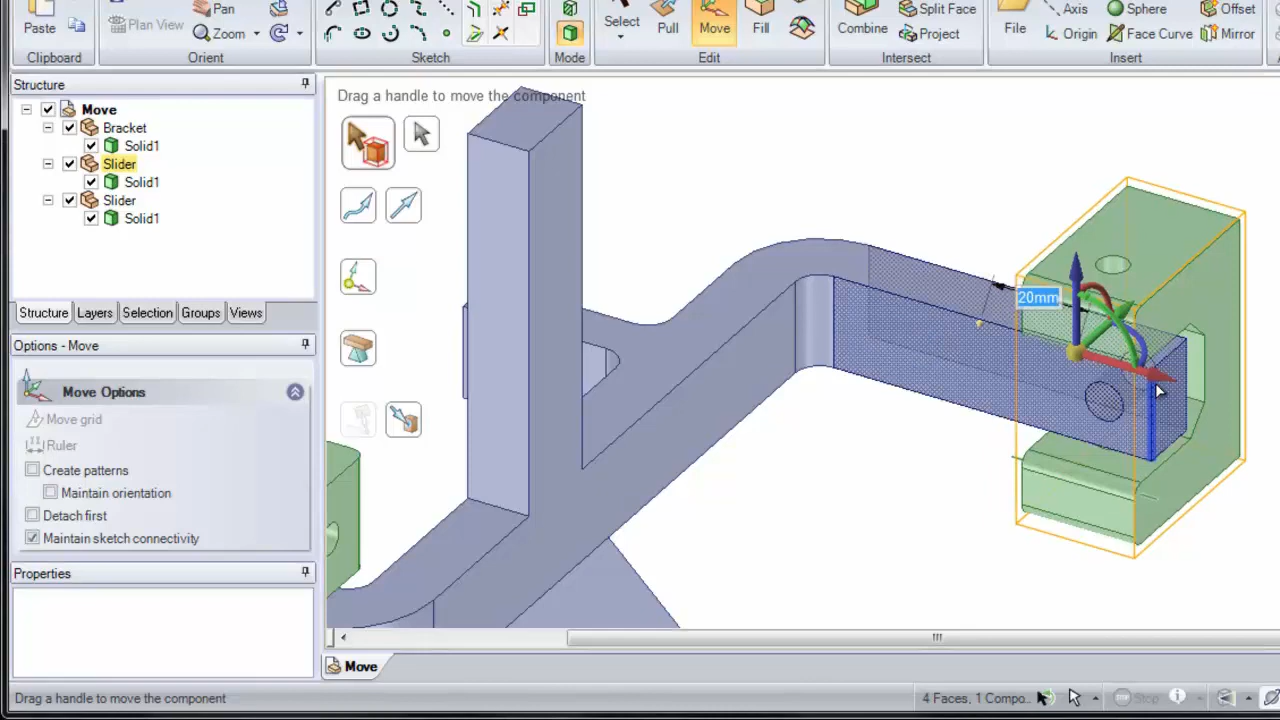 Paste
Clipboard
Pan
Plan View
Zoom
Orient
Sketch
Mode
Select
Pull
Move
Fill
Edit
Combine
Split Face
Project
Intersect
File
Axis
Origin
Sphere
Face Curve
Offset
Mirror
Insert
Structure
Move
Bracket
Solid1
Slider
Solid1
Slider
Solid1
Structure Layers Selection Groups Views
Options - Move
Move Options
Move grid
Ruler
Create patterns
Maintain orientation
Detach first
Maintain sketch connectivity
Properties
Drag a handle to move the component
20mm
Move
Drag a handle to move the component
4 Faces, 1 Compo..
Stop